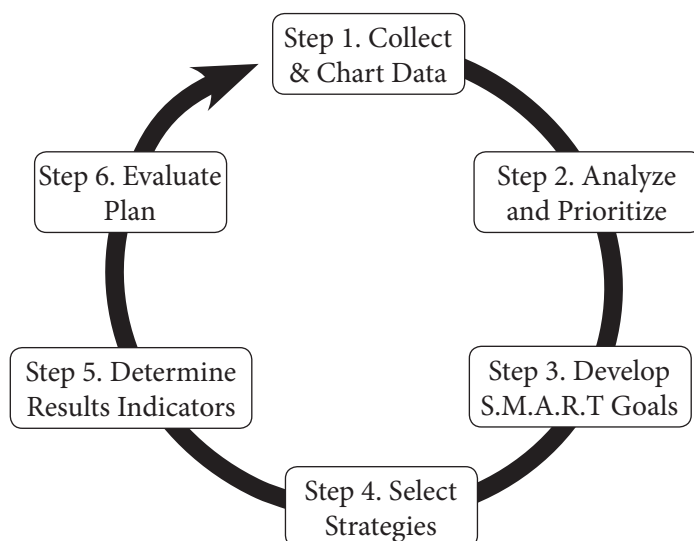 Step 1. Collect
& Chart Data
Step 2. Analyze
and Prioritize
Step 3. Develop
S.M.A.R.T Goals
Step 4. Select
Strategies
Step 5. Determine
Results Indicators
Step 6. Evaluate
Plan